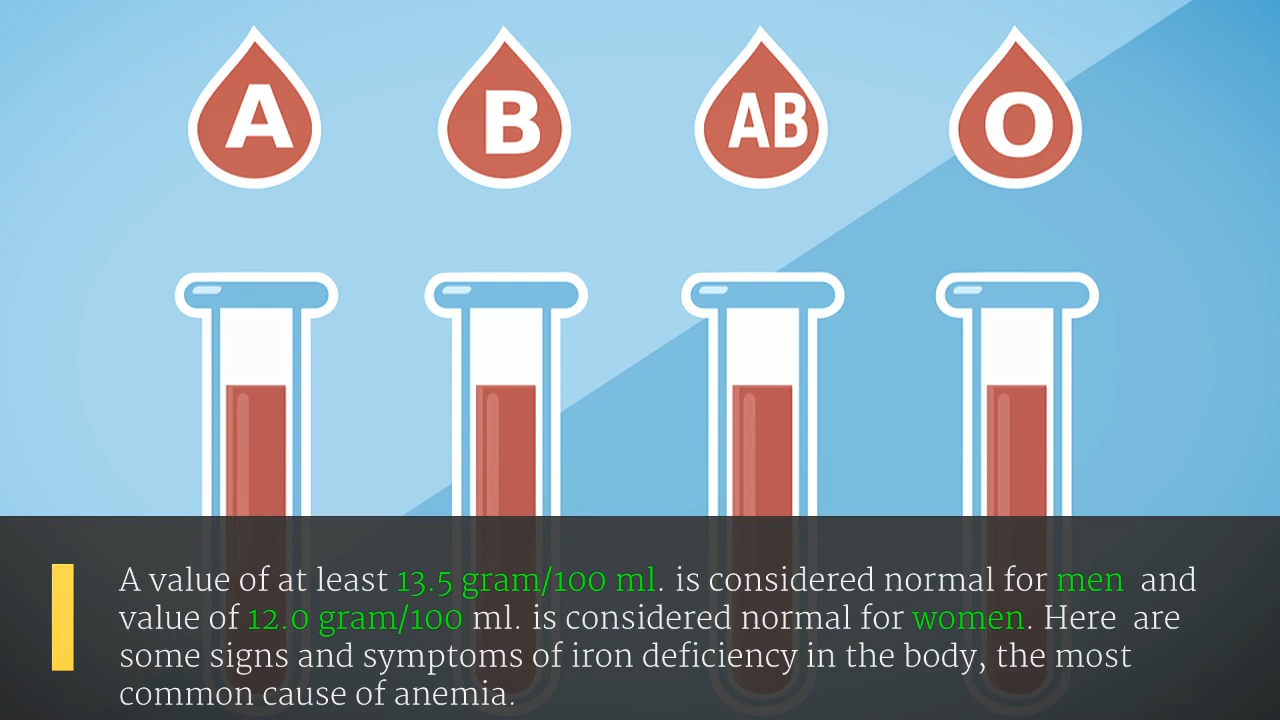 A B AB O
A value of at least 13.5 gram/100 ml. is considered normal for men and
value of 12.0 gram/100 ml. is considered normal for women. Here are
some signs and symptoms of iron deficiency in the body, the most
common cause of anemia.